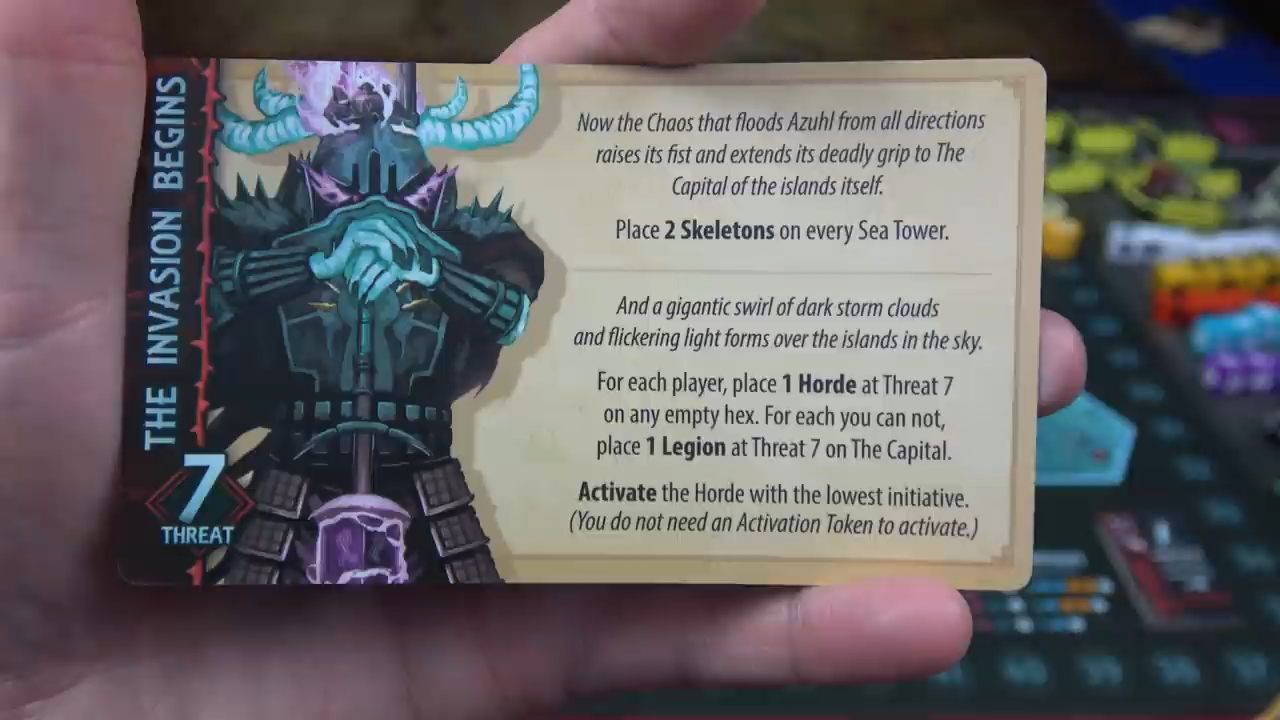 THE INVASION BEGINS
7
THREAT
Now the Chaos that floods Azuhl from all directions
raises its fist and extends its deadly grip to The
Capital of the islands itself.
Place 2 Skeletons on every Sea Tower.
And a gigantic swirl of dark storm clouds
and flickering light forms over the islands in the sky.
For each player, place 1 Horde at Threat 7
on any empty hex. For each you can not,
place 1 Legion at Threat 7 on The Capital.
Activate the Horde with the lowest initiative.
(You do not need an Activation Token to activate.)